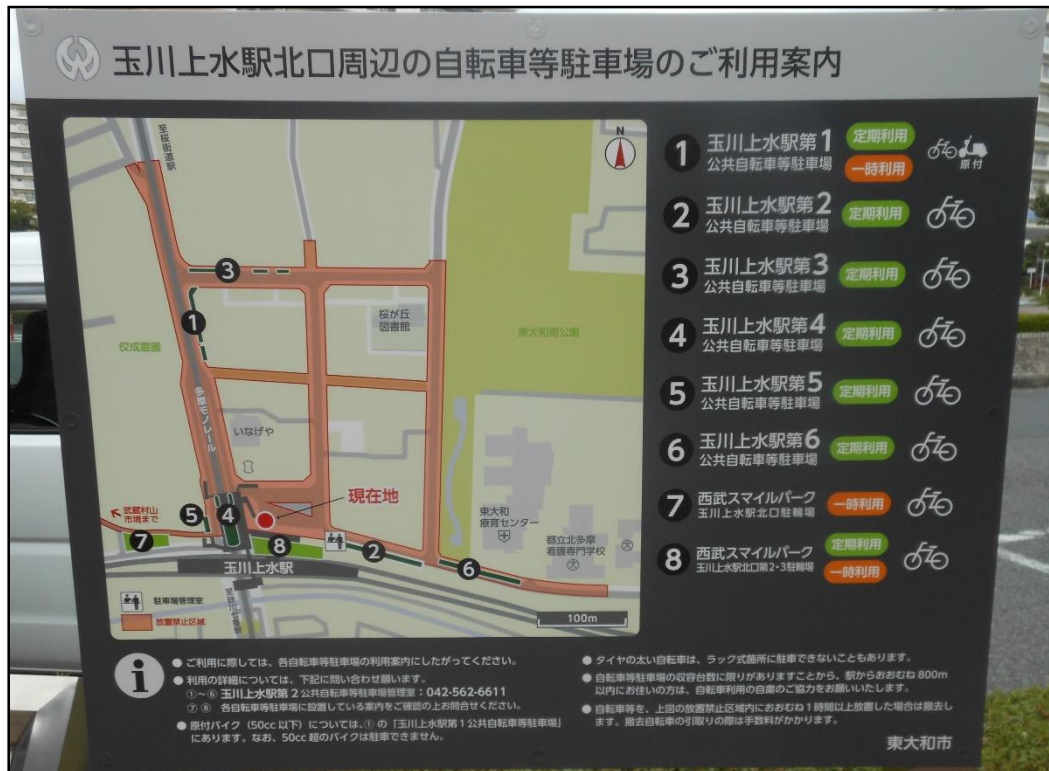 玉川上水駅北口周辺の自転車等駐車場のご利用案内
至桜街道駅
N
3
1
桜が丘
図書館
東大和南公園
佼成霊園
多摩モノレール
いなげや
現在地
武蔵村山
市境まで
5
4
7
8
2
6
東大和
療育センター
都立北多摩
看護専門学校
玉川上水駅
駐車場管理室
放置禁止区域
100m
1 玉川上水駅第1
公共自転車等駐車場
定期利用
一時利用
原付
2 玉川上水駅第2
公共自転車等駐車場
定期利用
3 玉川上水駅第3
公共自転車等駐車場
定期利用
4 玉川上水駅第4
公共自転車等駐車場
定期利用
5 玉川上水駅第5
公共自転車等駐車場
定期利用
6 玉川上水駅第6
公共自転車等駐車場
定期利用
7 西武スマイルパーク
玉川上水駅北口駐輪場
一時利用
8 西武スマイルパーク
玉川上水駅北口第2・3駐輪場
定期利用
一時利用
i
● ご利用に際しては、各自転車等駐車場の利用案内にしたがってください。
● 利用の詳細については、下記に問い合わせ願います。
①〜⑥ 玉川上水駅第2公共自転車等駐車場管理室：042-562-6611
⑦ ⑧ 各自転車等駐車場に設置している案内をご確認の上お問合せください。
● 原付バイク（50cc以下）については、①の「玉川上水駅第1公共自転車等駐車場」
にあります。なお、50cc超のバイクは駐車できません。
● タイヤの太い自転車は、ラック式箇所に駐車できないこともあります。
● 自転車等駐車場の収容台数に限りがありますことから、駅からおおむね800m
以内にお住いの方は、自転車利用の自粛のご協力をお願いいたします。
● 自転車等を、上図の放置禁止区域内におおむね1時間以上放置した場合は撤去し
ます。撤去自転車の引取りの際は手数料がかかります。
東大和市